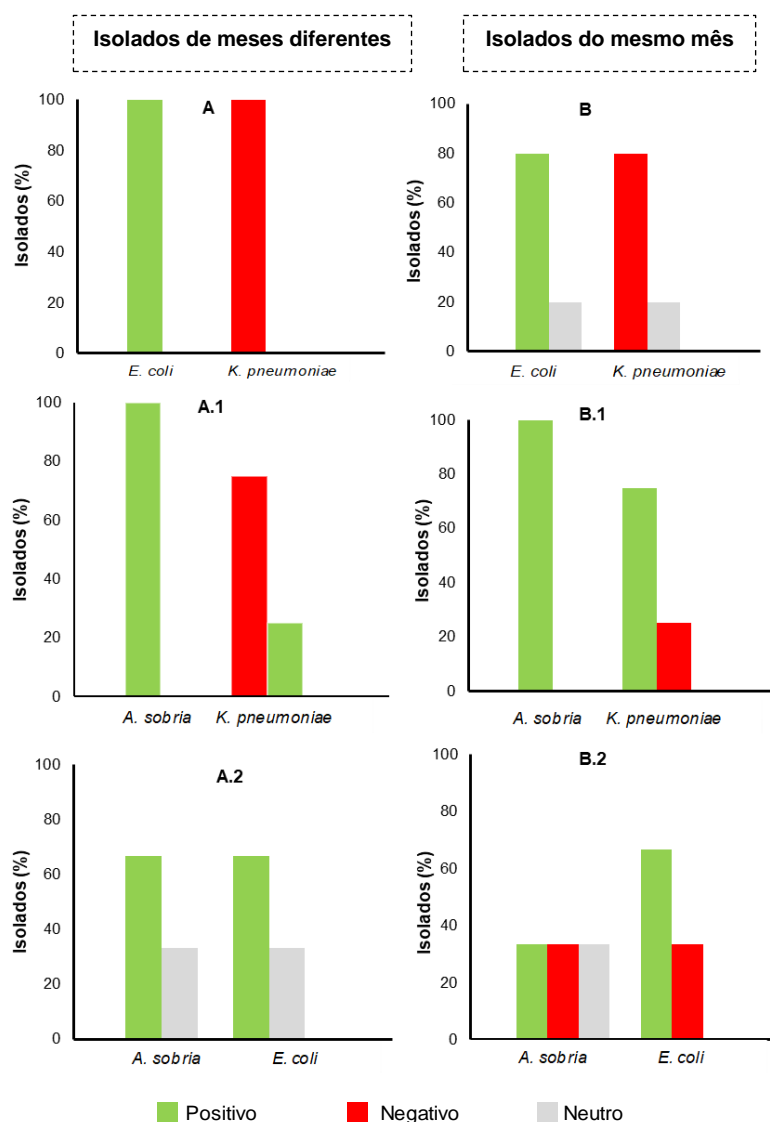 Isolados de meses diferentes
Isolados do mesmo mês
A
Isolados (%)
100
80
60
40
20
0
E. coli
K. pneumoniae
B
Isolados (%)
100
80
60
40
20
0
E. coli
K. pneumoniae
A.1
Isolados (%)
100
80
60
40
20
0
A. sobria
K. pneumoniae
B.1
Isolados (%)
100
80
60
40
20
0
A. sobria
K. pneumoniae
A.2
Isolados (%)
100
80
60
40
20
0
A. sobria
E. coli
B.2
Isolados (%)
100
80
60
40
20
0
A. sobria
E. coli
Positivo
Negativo
Neutro